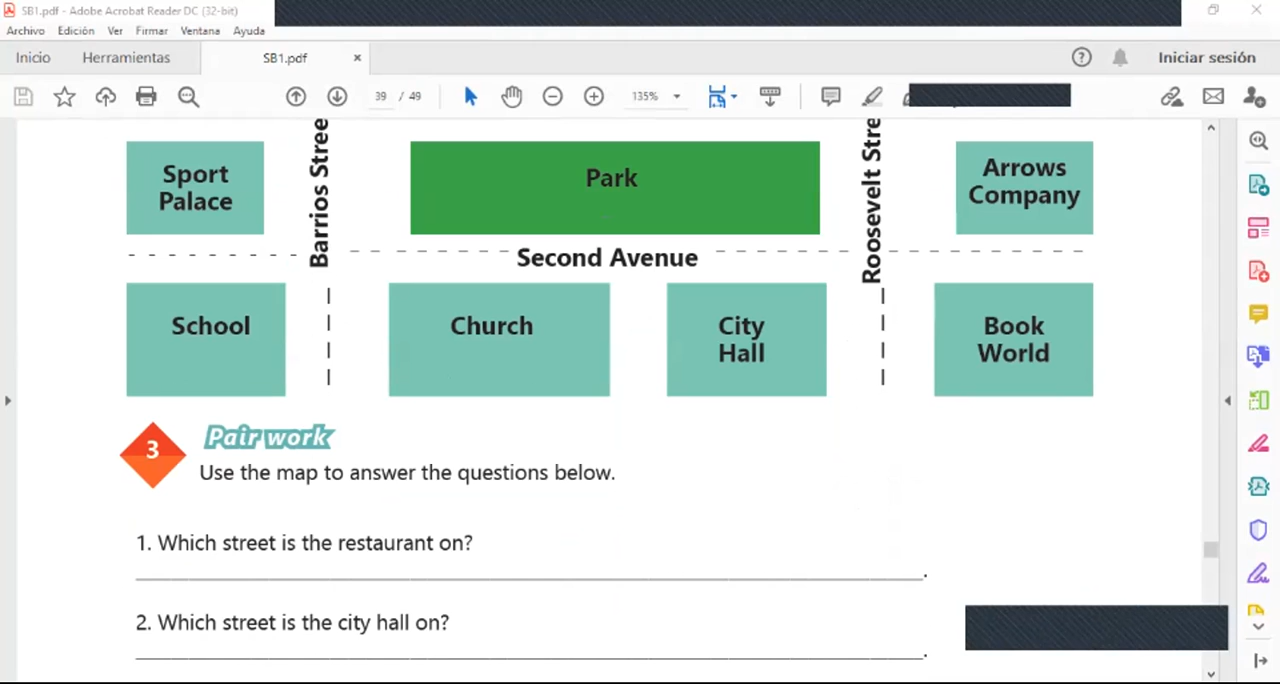 SB1.pdf - Adobe Acrobat Reader DC (32-bit)
Archivo Edición Ver Firmar Ventana Ayuda
Inicio Herramientas SB1.pdf × Iniciar sesión
39 / 49 135%
Sport
Palace
Barrios Stree
Park
Roosevelt Stre
Arrows
Company
Second Avenue
School
Church
City
Hall
Book
World
3 Pair work
Use the map to answer the questions below.
1. Which street is the restaurant on?
2. Which street is the city hall on?